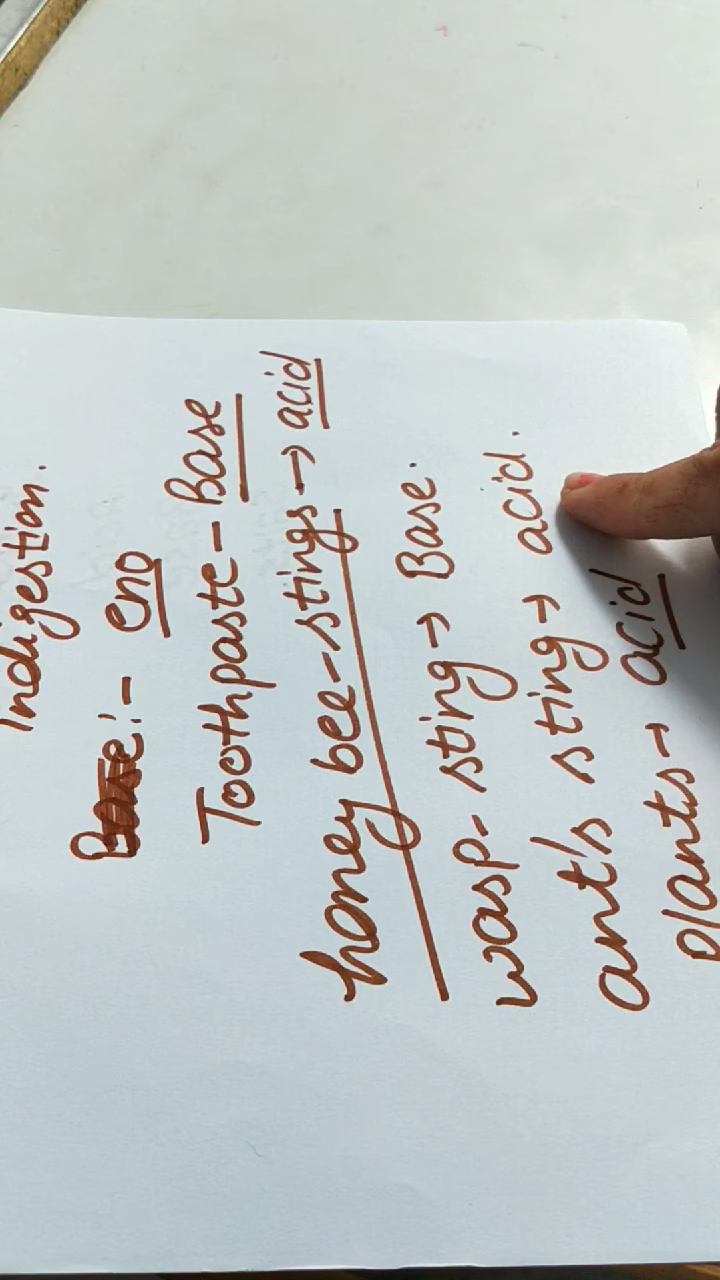 Indigestion.
Base:- eno
Toothpaste - Base
honey bee - stings → acid
wasp - sting → Base.
ant's sting → acid.
Plants → acid